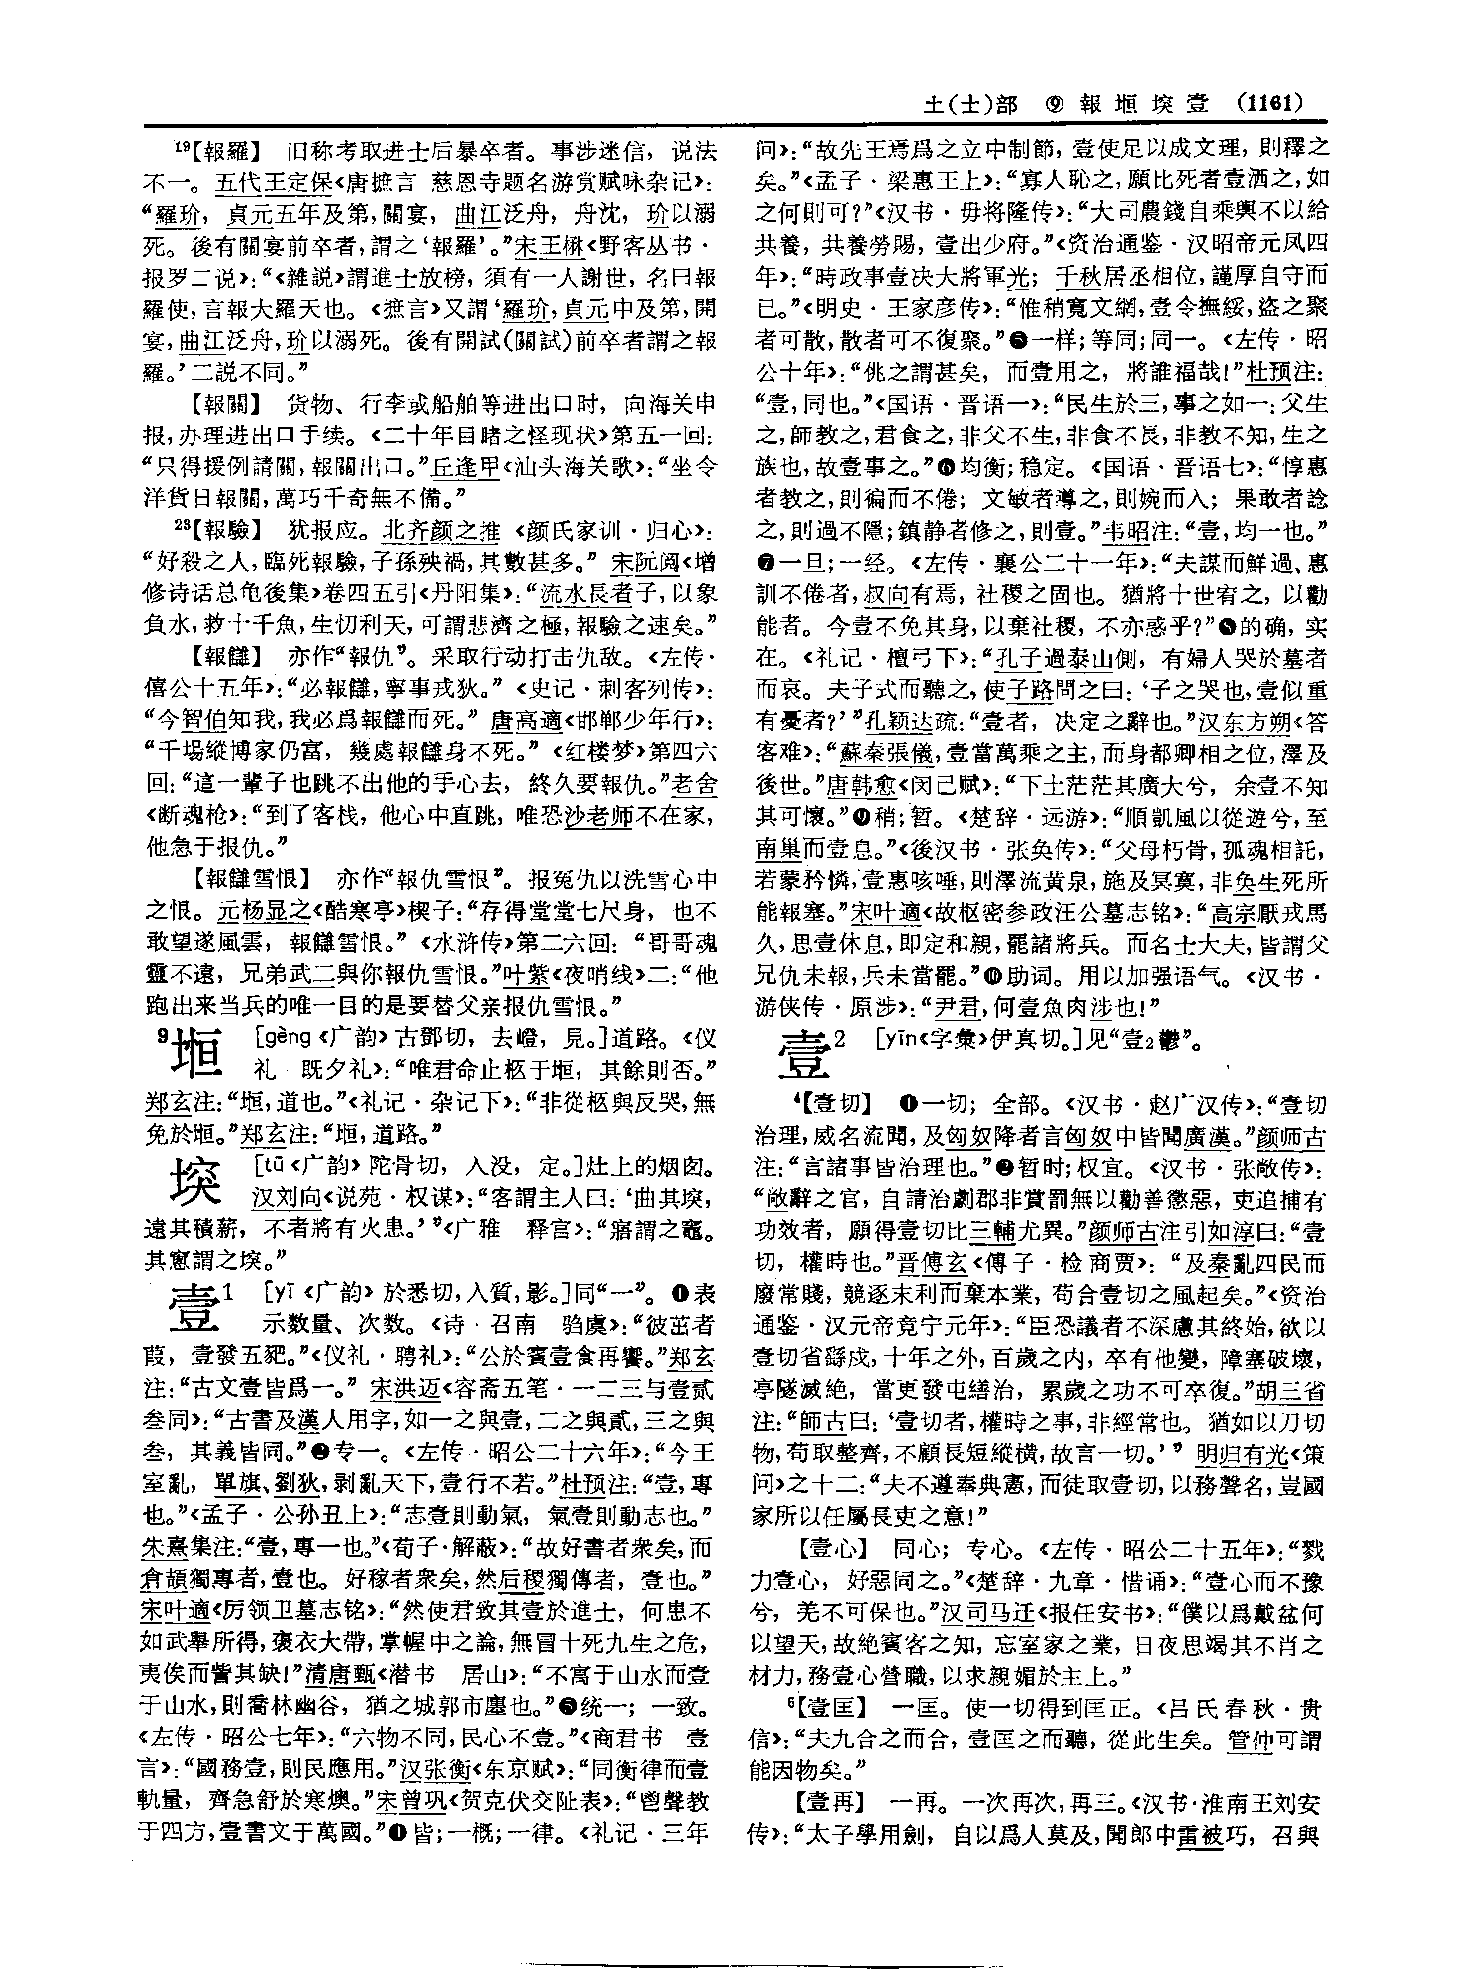 土(士)部 ⑨ 報 堩 堗 壹 (1161)
¹⁹【報羅】 旧称考取进士后暴卒者。事涉迷信，说法
不一。五代王定保<唐摭言 慈恩寺题名游赏赋咏杂记>：
“羅玠，貞元五年及第，關宴，曲江泛舟，舟沈，玠以溺
死。後有關宴前卒者，謂之‘報羅’。”宋王楙<野客丛书·
报罗二说>：“<雜説>謂進士放榜，須有一人謝世，名曰報
羅使，言報大羅天也。<摭言>又謂‘羅玠，貞元中及第，開
宴，曲江泛舟，玠以溺死。後有開試(關試)前卒者謂之報
羅。’二説不同。”
【報關】 货物、行李或船舶等进出口时，向海关申
报，办理进出口手续。<二十年目睹之怪现状>第五一回：
“只得援例請關，報關出口。”丘逢甲<汕头海关歌>：“坐令
洋貨日報關，萬巧千奇無不備。”
²³【報驗】 犹报应。北齐颜之推<颜氏家训·归心>：
“好殺之人，臨死報驗，子孫殃禍，其數甚多。”宋阮阅<增
修诗话总龟後集>卷四五引<丹阳集>：“流水長者子，以象
負水，救十千魚，生忉利天，可謂悲濟之極，報驗之速矣。”
【報讎】 亦作“報仇”。采取行动打击仇敌。<左传·
僖公十五年>：“必報讎，寧事戎狄。”<史记·刺客列传>：
“今智伯知我，我必爲報讎而死。”唐高適<邯郸少年行>：
“千場縱博家仍富，幾處報讎身不死。”<红楼梦>第四六
回：“這一輩子也跳不出他的手心去，終久要報仇。”老舍
<断魂枪>：“到了客栈，他心中直跳，唯恐沙老师不在家，
他急于报仇。”
【報讎雪恨】 亦作“報仇雪恨”。报冤仇以洗雪心中
之恨。元杨显之<酷寒亭>楔子：“存得堂堂七尺身，也不
敢望遂風雲，報讎雪恨。”<水浒传>第二六回：“哥哥魂
靈不遠，兄弟武二與你報仇雪恨。”叶紫<夜哨线>二：“他
跑出来当兵的唯一目的是要替父亲报仇雪恨。”
⁹堩 [gèng<广韵>古鄧切，去嶝，見。]道路。<仪
礼·既夕礼>：“唯君命止柩于堩，其餘則否。”
郑玄注：“堩，道也。”<礼记·杂记下>：“非從柩與反哭，無
免於堩。”郑玄注：“堩，道路。”
堗 [tū<广韵>陀骨切，入没，定。]灶上的烟囱。
汉刘向<说苑·权谋>：“客謂主人曰：‘曲其堗，
遠其積薪，不者將有火患。’”<广雅 释宫>：“窹謂之竈。
其窻謂之堗。”
壹1 [yī<广韵>於悉切，入質，影。]同“一”。❶表
示数量、次数。<诗·召南 驺虞>：“彼茁者
葭，壹發五豝。”<仪礼·聘礼>：“公於賓壹食再饗。”郑玄
注：“古文壹皆爲一。”宋洪迈<容斋五笔·一二三与壹贰
叁同>：“古書及漢人用字，如一之與壹，二之與貳，三之與
叁，其義皆同。”❷专一。<左传·昭公二十六年>：“今王
室亂，單旗、劉狄，剥亂天下，壹行不若。”杜预注：“壹，專
也。”<孟子·公孙丑上>：“志壹則動氣，氣壹則動志也。”
朱熹集注：“壹，專一也。”<荀子·解蔽>：“故好書者衆矣，而
倉頡獨專者，壹也。好稼者衆矣，然后稷獨傳者，壹也。”
宋叶適<厉领卫墓志铭>：“然使君致其壹於進士，何患不
如武舉所得，褒衣大帶，掌幄中之論，無冒十死九生之危，
夷俟而訾其缺！”清唐甄<潜书 居山>：“不寓于山水而壹
于山水，則喬林幽谷，猶之城郭市廛也。”❸统一；一致。
<左传·昭公七年>：“六物不同，民心不壹。”<商君书 壹
言>：“國務壹，則民應用。”汉张衡<东京赋>：“同衡律而壹
軌量，齊急舒於寒燠。”宋曾巩<贺克伏交阯表>：“鬯聲教
于四方，壹書文于萬國。”❹皆；一概；一律。<礼记·三年
问>：“故先王焉爲之立中制節，壹使足以成文理，則釋之
矣。”<孟子·梁惠王上>：“寡人恥之，願比死者壹洒之，如
之何則可？”<汉书·毋将隆传>：“大司農錢自乘輿不以給
共養，共養勞賜，壹出少府。”<资治通鉴·汉昭帝元凤四
年>：“時政事壹决大將軍光；千秋居丞相位，謹厚自守而
已。”<明史·王家彦传>：“惟稍寬文網，壹令撫綏，盗之聚
者可散，散者可不復聚。”❺一样；等同；同一。<左传·昭
公十年>：“佻之謂甚矣，而壹用之，將誰福哉！”杜预注：
“壹，同也。”<国语·晋语一>：“民生於三，事之如一：父生
之，師教之，君食之，非父不生，非食不長，非教不知，生之
族也，故壹事之。”❻均衡；稳定。<国语·晋语七>：“惇惠
者教之，則徧而不倦；文敏者導之，則婉而入；果敢者諗
之，則過不隱；鎮静者修之，則壹。”韦昭注：“壹，均一也。”
❼一旦；一经。<左传·襄公二十一年>：“夫謀而鮮過、惠
訓不倦者，叔向有焉，社稷之固也。猶將十世宥之，以勸
能者。今壹不免其身，以棄社稷，不亦惑乎？”❽的确，实
在。<礼记·檀弓下>：“孔子過泰山側，有婦人哭於墓者
而哀。夫子式而聽之，使子路問之曰：‘子之哭也，壹似重
有憂者？’”孔颖达疏：“壹者，决定之辭也。”汉东方朔<答
客难>：“蘇秦張儀，壹當萬乘之主，而身都卿相之位，澤及
後世。”唐韩愈<闵己赋>：“下土茫茫其廣大兮，余壹不知
其可懷。”❾稍；暂。<楚辞·远游>：“順凱風以從遊兮，至
南巢而壹息。”<後汉书·张奂传>：“父母朽骨，孤魂相託，
若蒙矜憐，壹惠咳唾，則澤流黄泉，施及冥寞，非奂生死所
能報塞。”宋叶適<故枢密参政汪公墓志铭>：“高宗厭戎馬
久，思壹休息，即定和親，罷諸將兵。而名士大夫，皆謂父
兄仇未報，兵未當罷。”❿助词。用以加强语气。<汉书·
游侠传·原涉>：“尹君，何壹魚肉涉也！”
壹2 [yīn<字彙>伊真切。]见“壹₂鬱”。
⁴【壹切】 ❶一切；全部。<汉书·赵广汉传>：“壹切
治理，威名流聞，及匈奴降者言匈奴中皆聞廣漢。”颜师古
注：“言諸事皆治理也。”❷暂时；权宜。<汉书·张敞传>：
“敞辭之官，自請治劇郡非賞罰無以勸善懲惡，吏追捕有
功效者，願得壹切比三輔尤異。”颜师古注引如淳曰：“壹
切，權時也。”晋傅玄<傅子·检商贾>：“及秦亂四民而
廢常賤，競逐末利而棄本業，苟合壹切之風起矣。”<资治
通鉴·汉元帝竟宁元年>：“臣恐議者不深慮其終始，欲以
壹切省繇戍，十年之外，百歲之内，卒有他變，障塞破壞，
亭隧滅絶，當更發屯繕治，累歲之功不可卒復。”胡三省
注：“師古曰：‘壹切者，權時之事，非經常也。猶如以刀切
物，苟取整齊，不顧長短縱横，故言一切。’”明归有光<策
问>之十二：“夫不遵奉典憲，而徒取壹切，以務聲名，豈國
家所以任屬長吏之意！”
【壹心】 同心；专心。<左传·昭公二十五年>：“戮
力壹心，好惡同之。”<楚辞·九章·惜诵>：“壹心而不豫
兮，羌不可保也。”汉司马迁<报任安书>：“僕以爲戴盆何
以望天，故絶賓客之知，忘室家之業，日夜思竭其不肖之
材力，務壹心營職，以求親媚於主上。”
⁶【壹匡】 一匡。使一切得到匡正。<吕氏春秋·贵
信>：“夫九合之而合，壹匡之而聽，從此生矣。管仲可謂
能因物矣。”
【壹再】 一再。一次再次，再三。<汉书·淮南王刘安
传>：“太子學用劍，自以爲人莫及，聞郎中雷被巧，召與